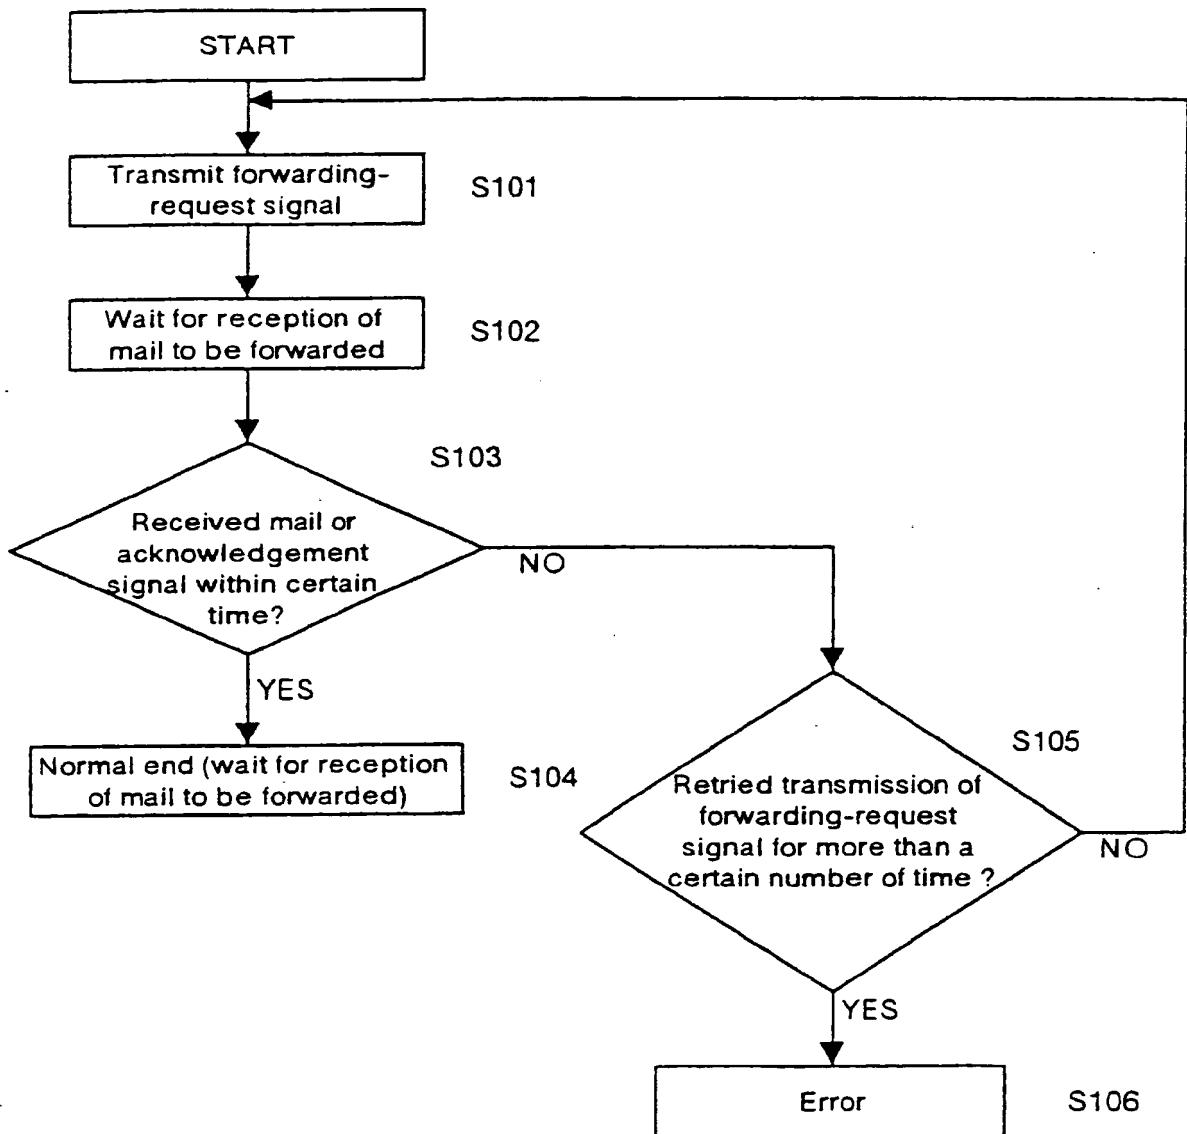 START
Transmit forwarding-
request signal
S101
Wait for reception of
mail to be forwarded
S102
S103
Received mail or
acknowledgement
signal within certain
time?
NO
YES
Normal end (wait for reception
of mail to be forwarded)
S104
S105
Retried transmission of
forwarding-request
signal for more than a
certain number of time ?
NO
YES
Error
S106